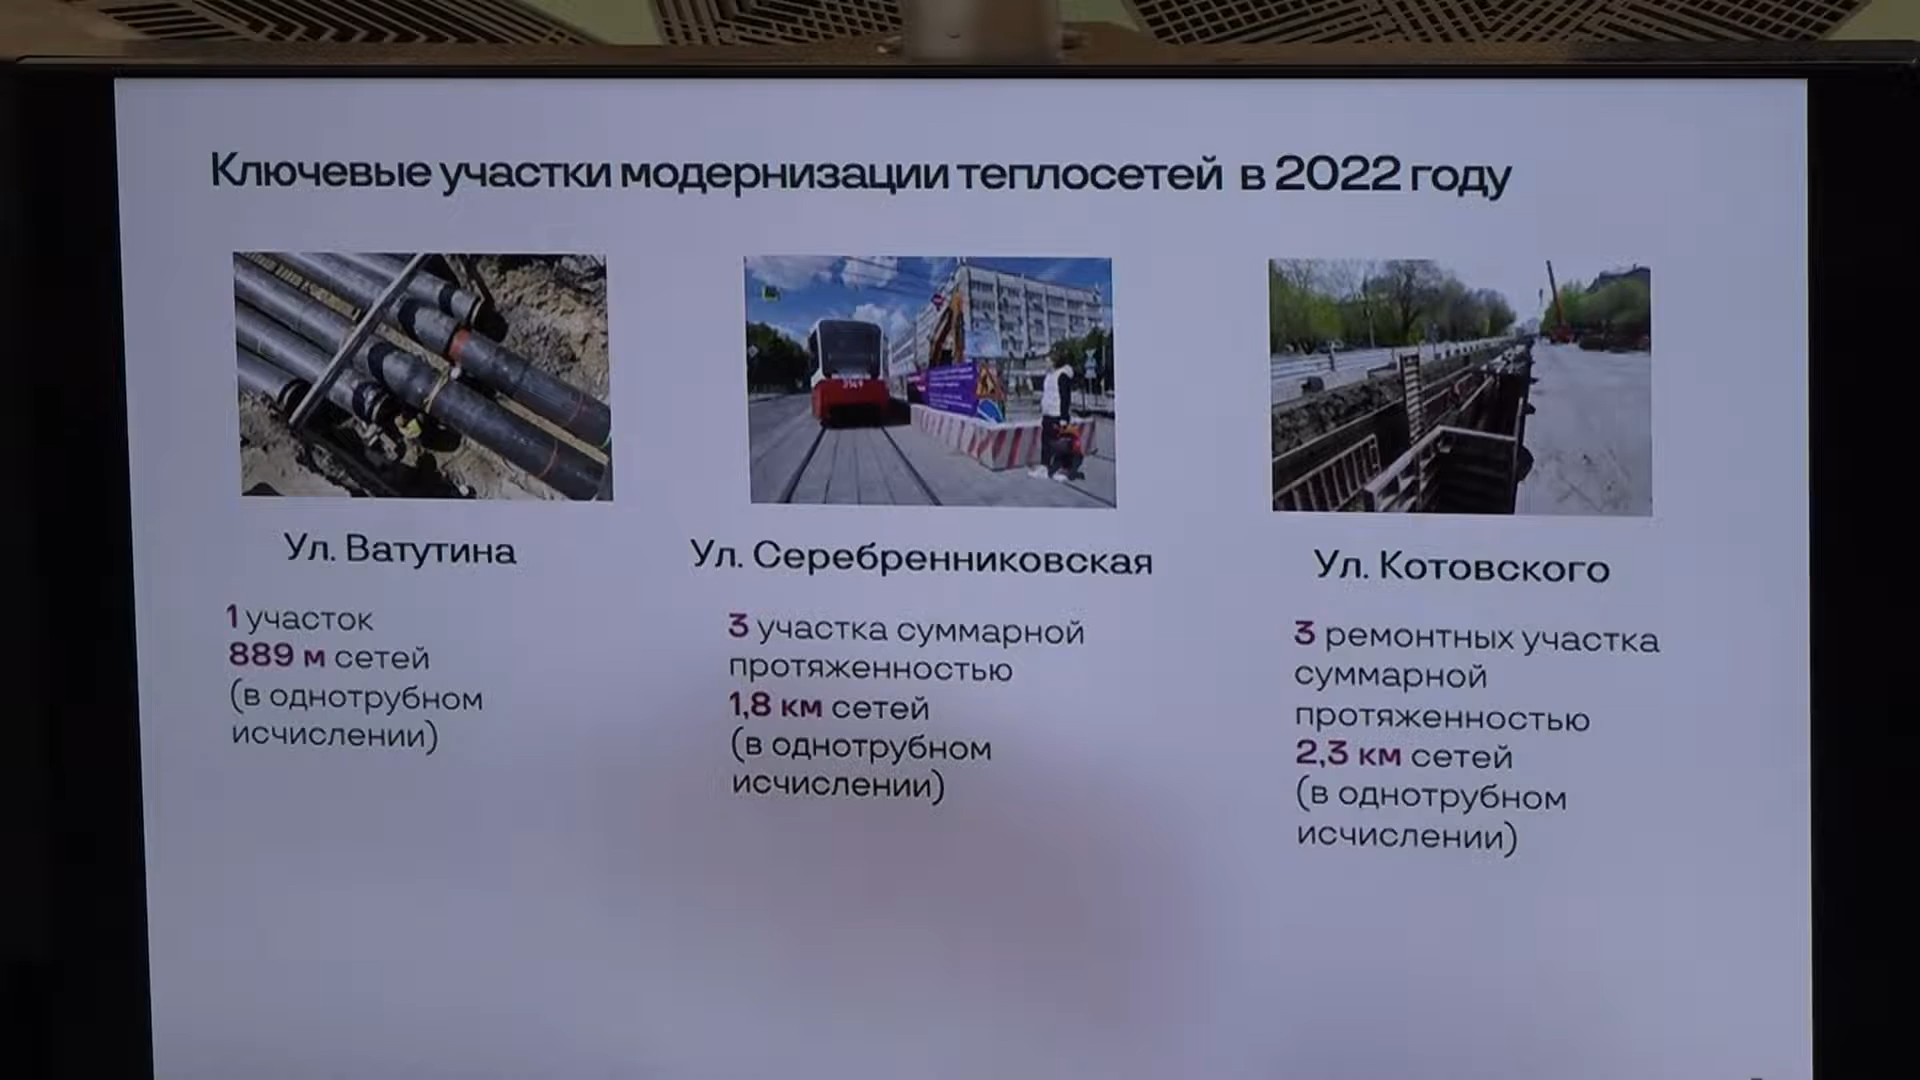 Ключевые участки модернизации теплосетей в 2022 году
Ул. Ватутина
1 участок
889 м сетей
(в однотрубном
исчислении)
Ул. Серебренниковская
3 участка суммарной
протяженностью
1,8 км сетей
(в однотрубном
исчислении)
Ул. Котовского
3 ремонтных участка
суммарной
протяженностью
2,3 км сетей
(в однотрубном
исчислении)